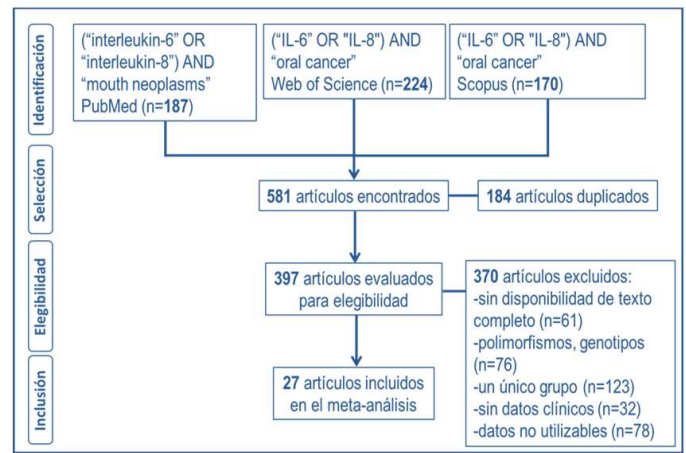 Identificación
("interleukin-6" OR
"interleukin-8") AND
"mouth neoplasms"
PubMed (n=187)
("IL-6" OR "IL-8") AND
"oral cancer"
Web of Science (n=224)
("IL-6" OR "IL-8") AND
"oral cancer"
Scopus (n=170)
Selección
581 artículos encontrados
184 artículos duplicados
Elegibilidad
397 artículos evaluados
para elegibilidad
370 artículos excluidos:
-sin disponibilidad de texto
completo (n=61)
-polimorfismos, genotipos
(n=76)
-un único grupo (n=123)
-sin datos clínicos (n=32)
-datos no utilizables (n=78)
Inclusión
27 artículos incluidos
en el meta-análisis